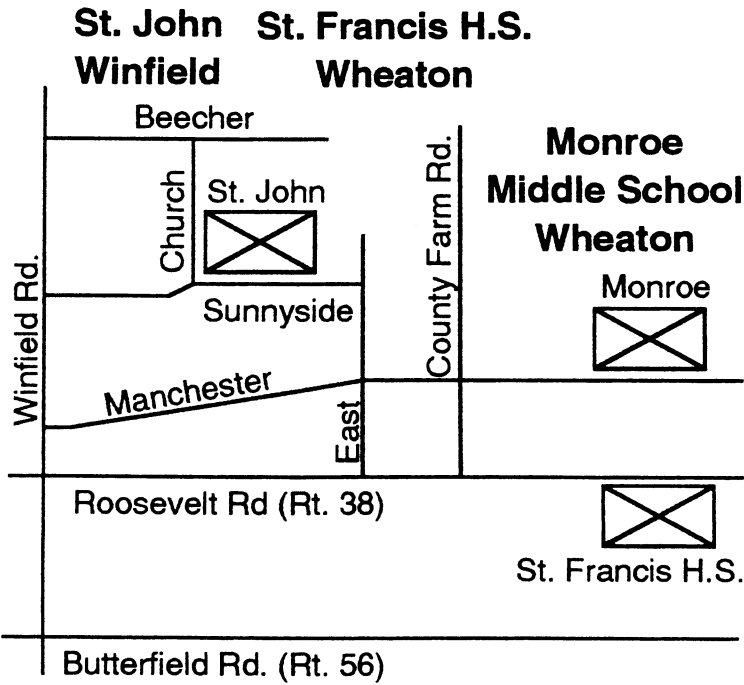 St. John
Winfield
St. Francis H.S.
Wheaton
Beecher
Monroe
Middle School
Wheaton
Church
St. John
County Farm Rd.
Winfield Rd.
Sunnyside
Monroe
Manchester
East
Roosevelt Rd (Rt. 38)
St. Francis H.S.
Butterfield Rd. (Rt. 56)